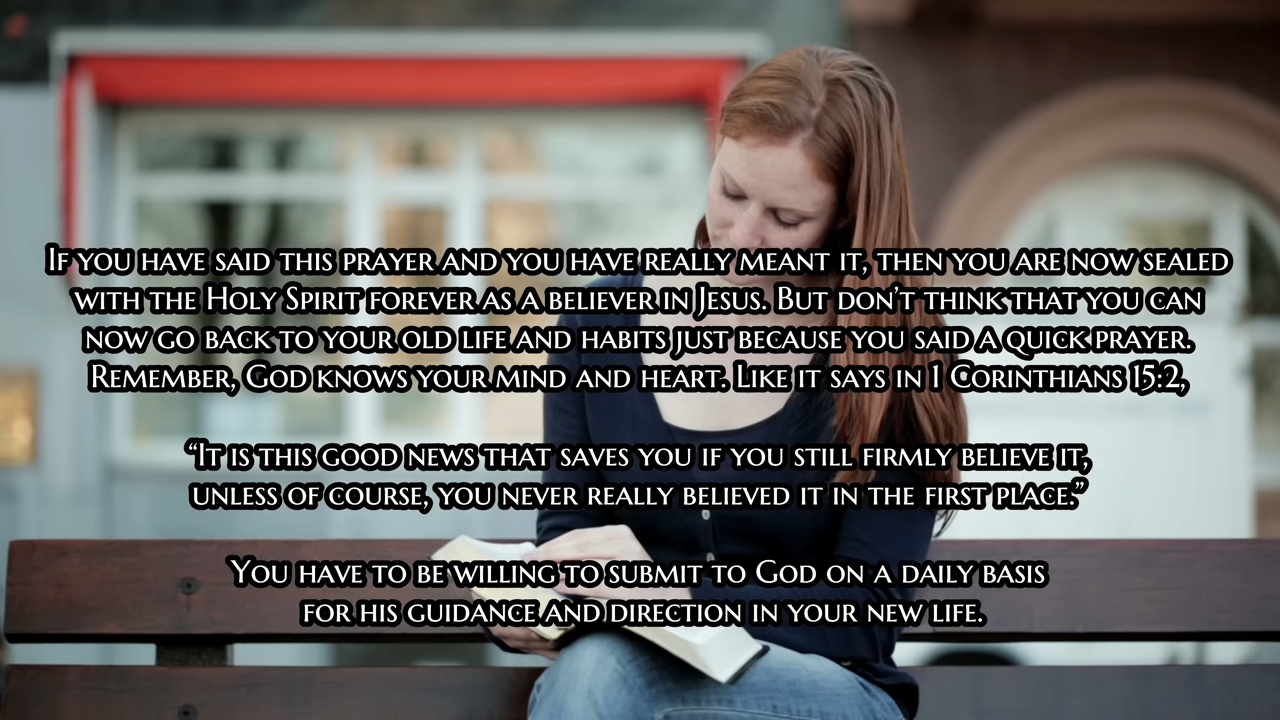 If you have said this prayer and you have really meant it, then you are now sealed
with the Holy Spirit forever as a believer in Jesus. But don't think that you can
now go back to your old life and habits just because you said a quick prayer.
Remember, God knows your mind and heart. Like it says in 1 Corinthians 15:2,
“It is this good news that saves you if you still firmly believe it,
unless of course, you never really believed it in the first place.”
You have to be willing to submit to God on a daily basis
for his guidance and direction in your new life.